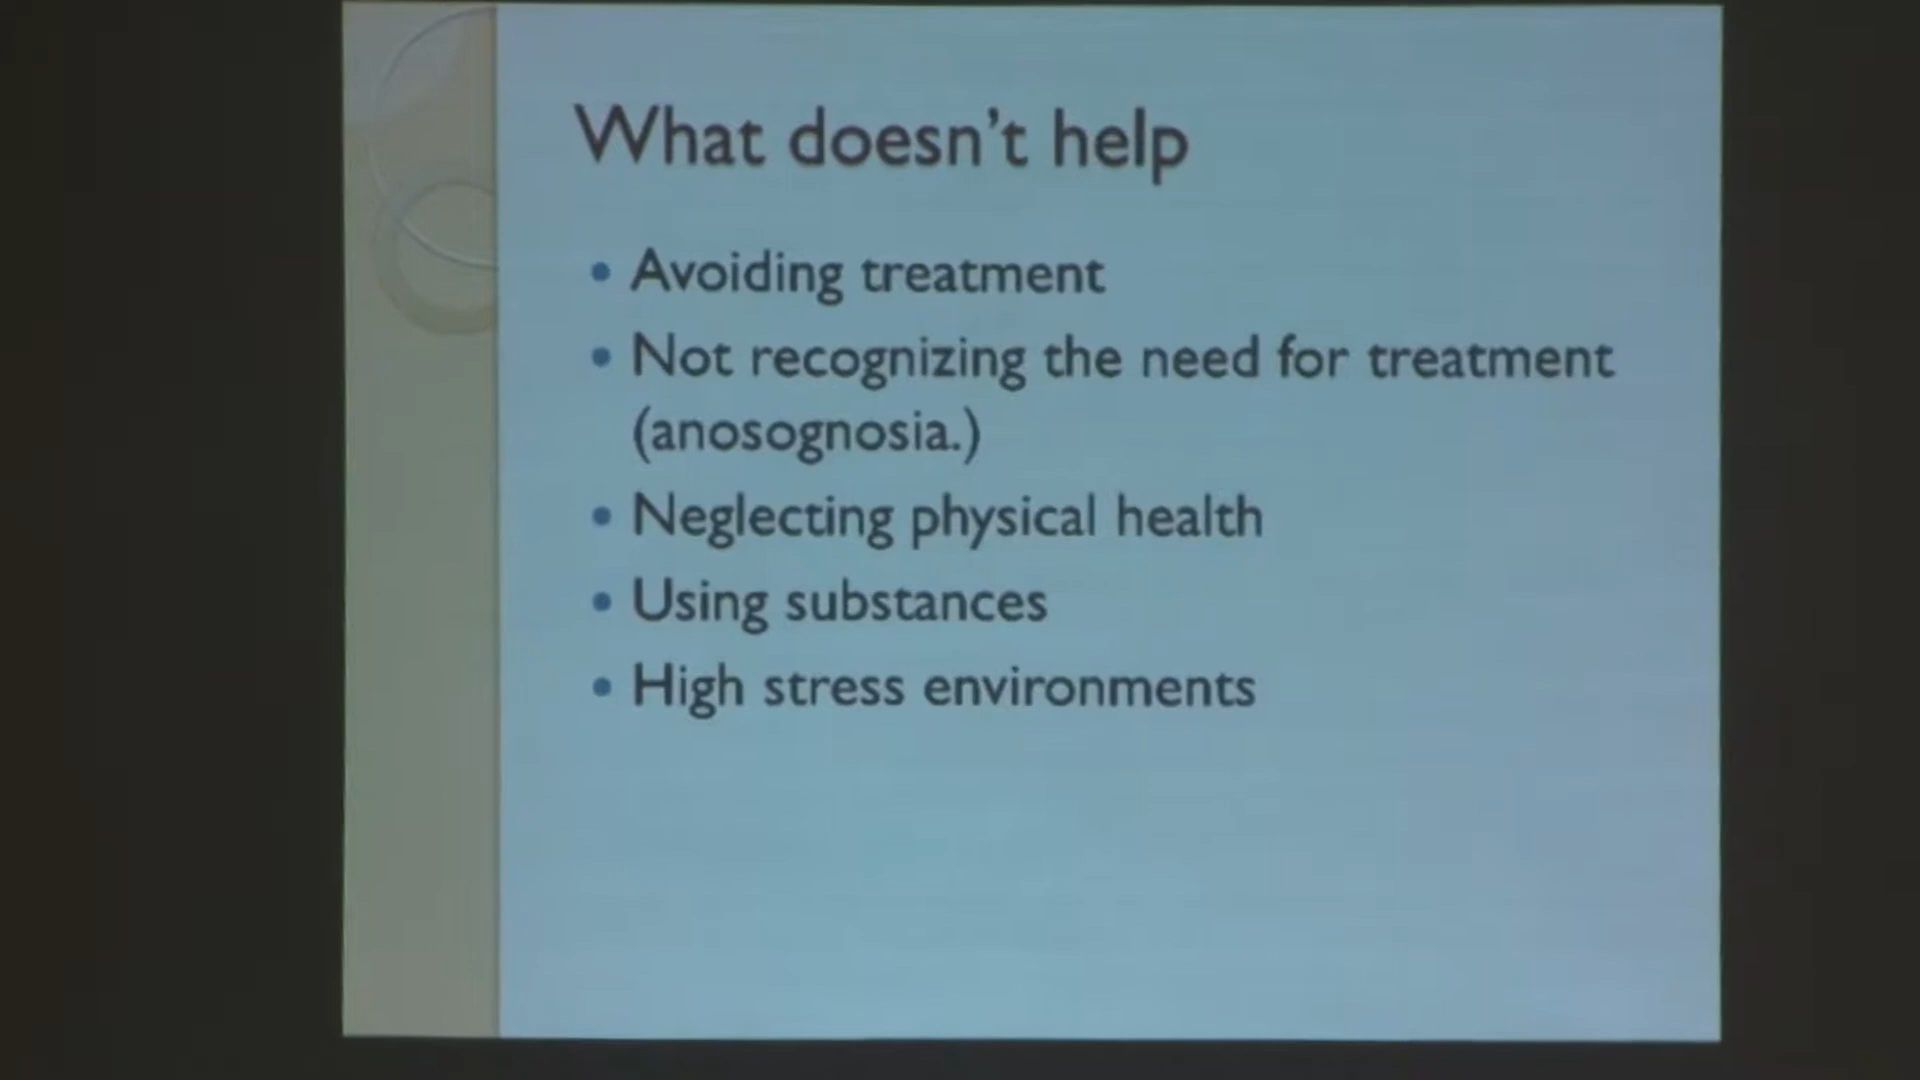 What doesn't help
• Avoiding treatment
• Not recognizing the need for treatment
(anosognosia.)
• Neglecting physical health
• Using substances
• High stress environments